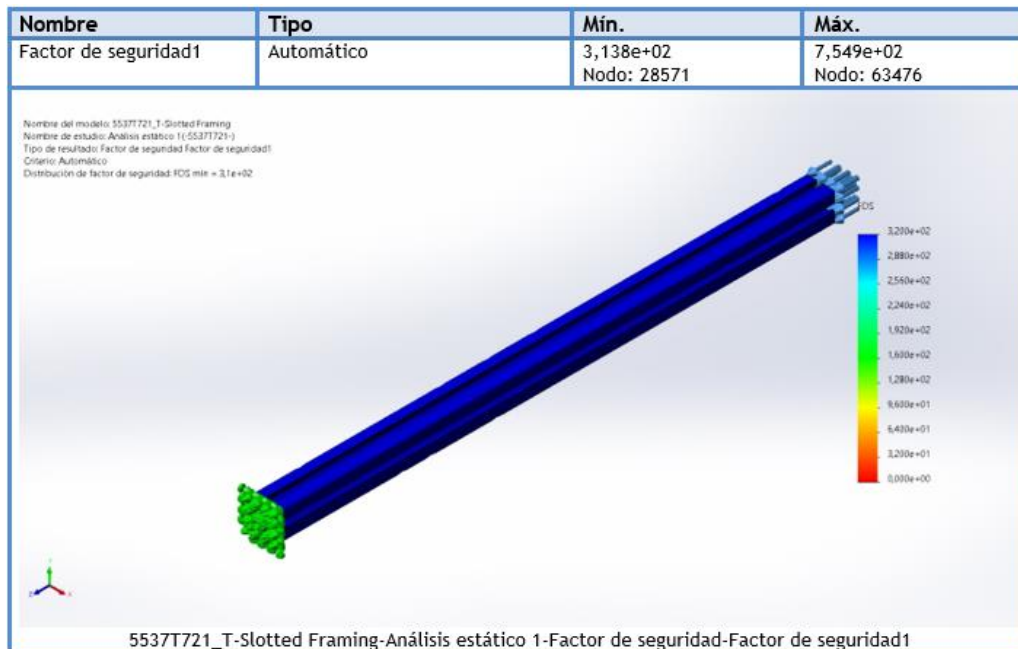 Nombre Tipo Mín. Máx.
Factor de seguridad1 Automático 3,138e+02 7,549e+02
Nodo: 28571 Nodo: 63476
Nombre del modelo: 5537T721_T-Slotted Framing
Nombre de estudio: Análisis estático 1(-5537T721-)
Tipo de resultado: Factor de seguridad Factor de seguridad1
Criterio: Automático
Distribución de factor de seguridad: FDS mín = 3,1e+02
FDS
3,200e+02
2,880e+02
2,560e+02
2,240e+02
1,920e+02
1,600e+02
1,280e+02
9,600e+01
6,400e+01
3,200e+01
0,000e+00
Y
Z
X
5537T721_T-Slotted Framing-Análisis estático 1-Factor de seguridad-Factor de seguridad1